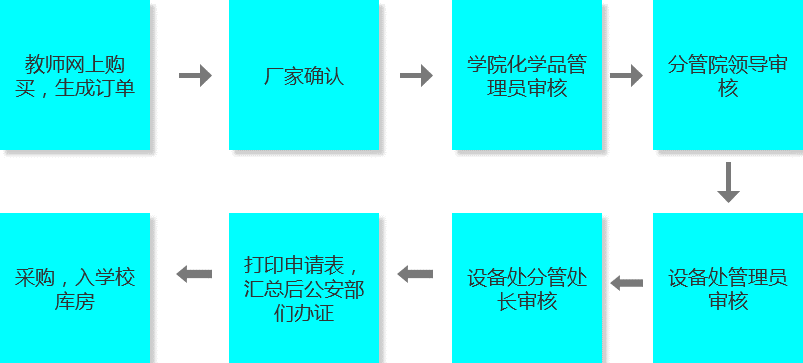 教师网上购
买，生成订单
厂家确认
学院化学品管
理员审核
分管院领导审
核
设备处管理员
审核
设备处分管处
长审核
打印申请表，
汇总后公安部
们办证
采购，入学校
库房